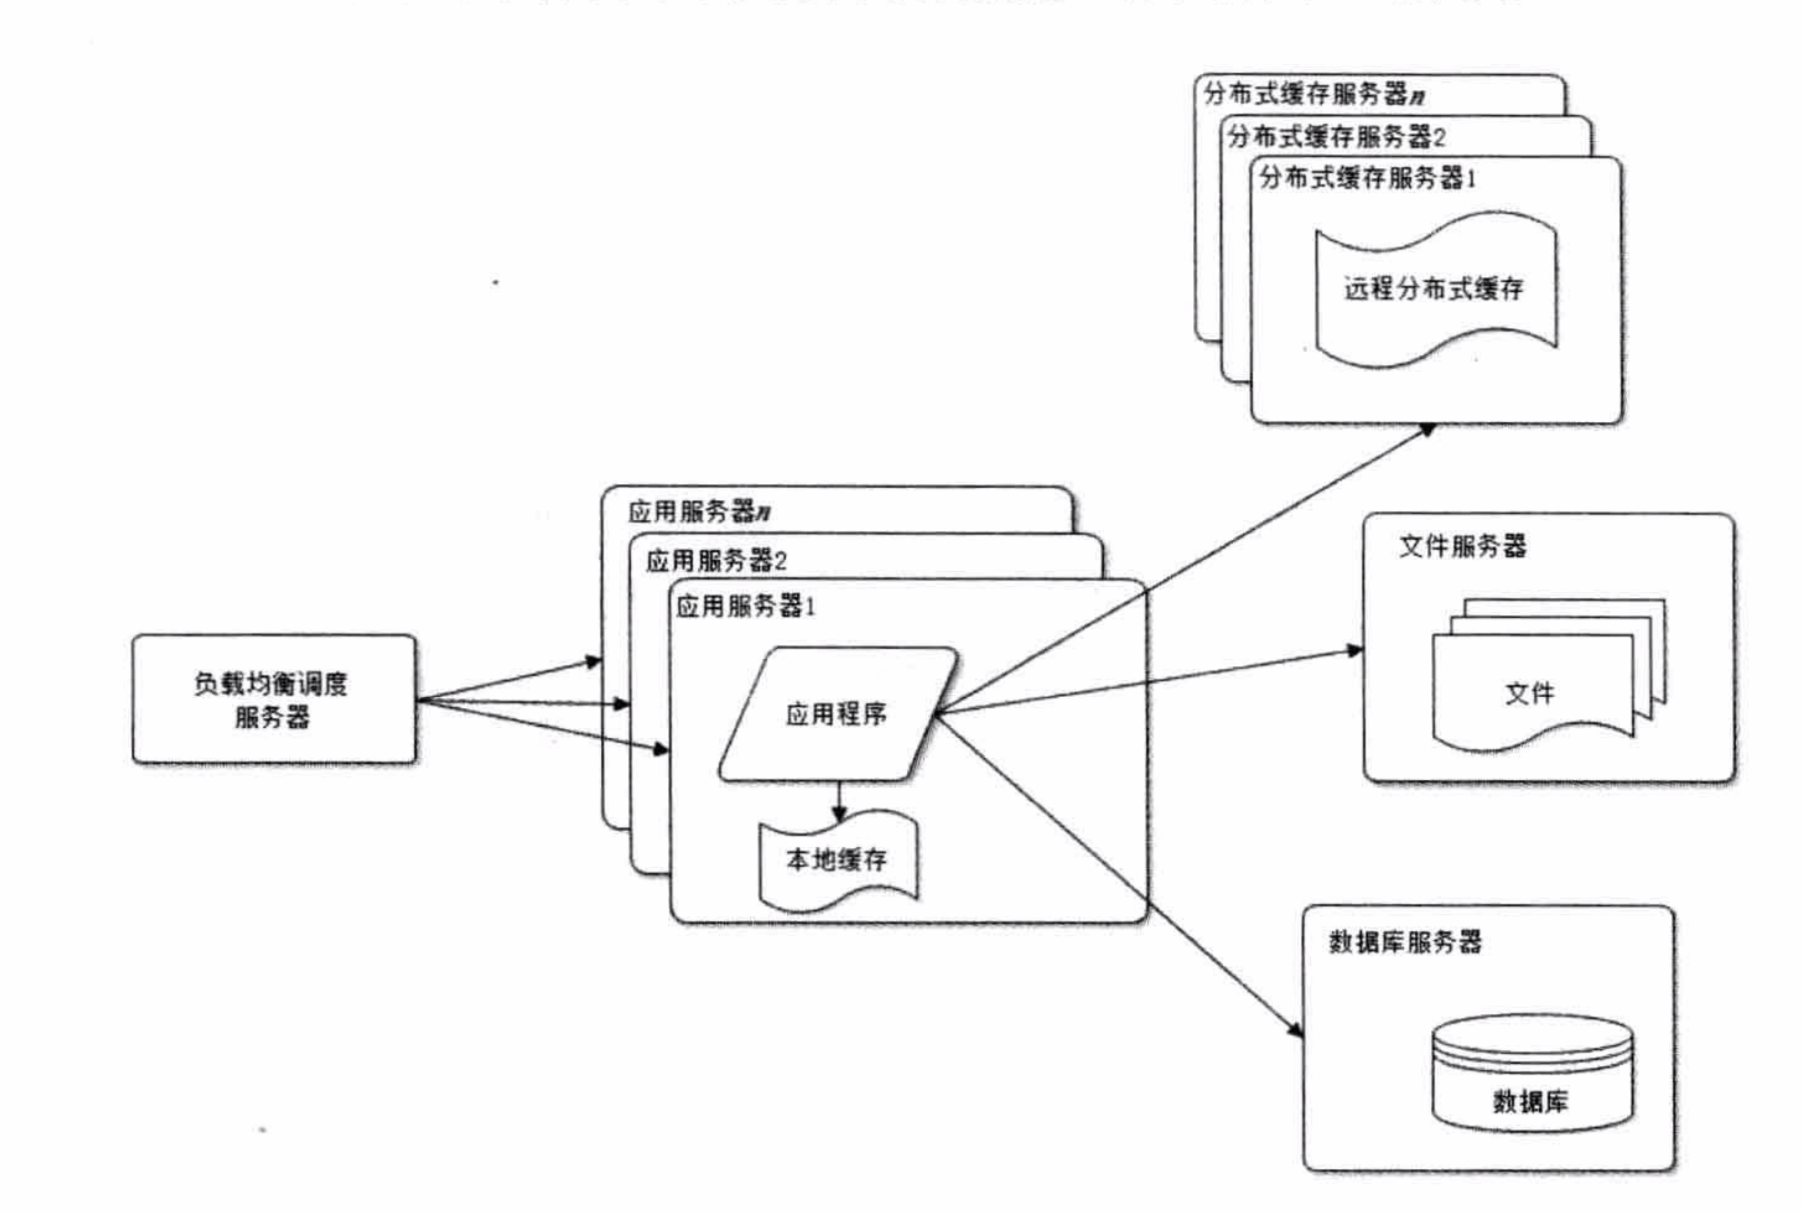 分布式缓存服务器n
分布式缓存服务器2
分布式缓存服务器1
远程分布式缓存
应用服务器n
应用服务器2
应用服务器1
文件服务器
负载均衡调度
服务器
应用程序
文件
本地缓存
数据库服务器
数据库